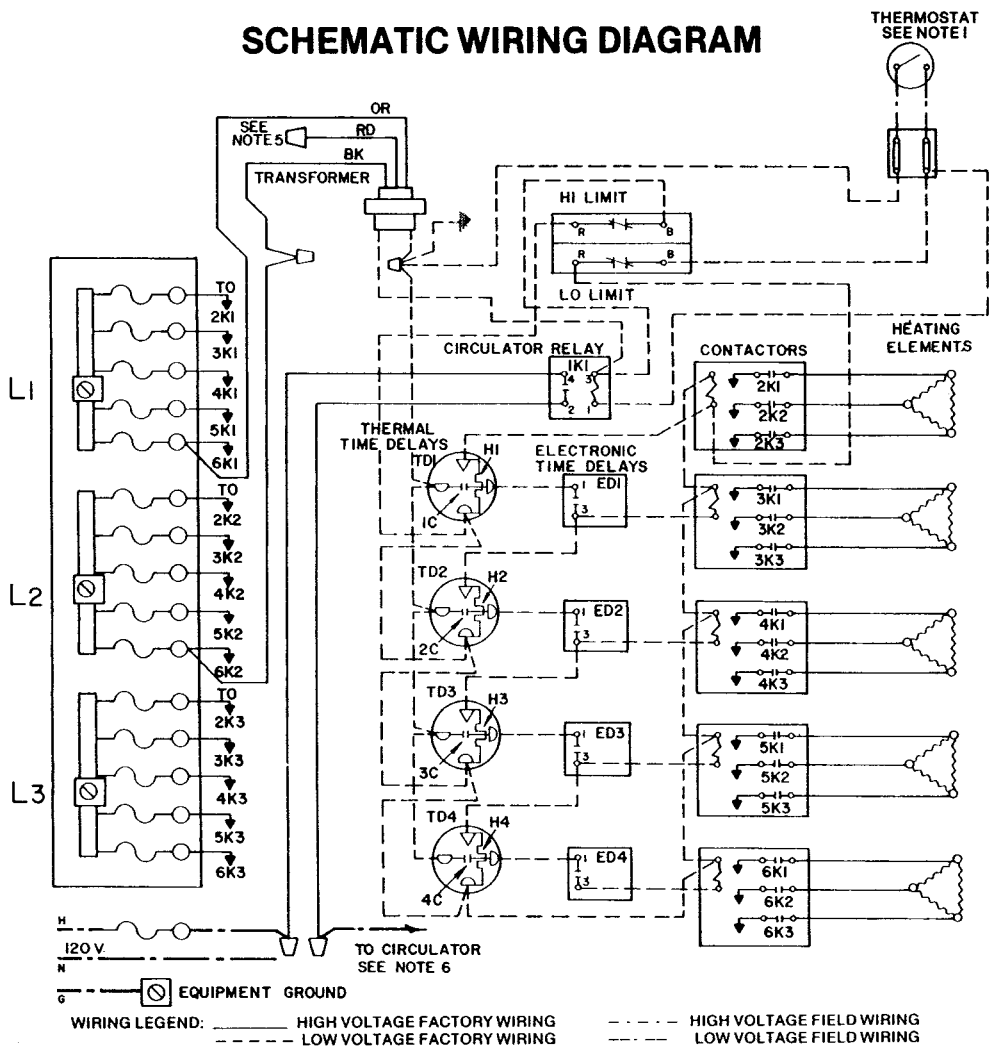 SCHEMATIC WIRING DIAGRAM
THERMOSTAT
SEE NOTE 1
OR
SEE
NOTE 5
RD
BK
TRANSFORMER
HI LIMIT
R
B
R
B
LO LIMIT
HEATING
ELEMENTS
CIRCULATOR RELAY
CONTACTORS
1K1
4
3
2
1
L1
TO
2K1
3K1
4K1
5K1
6K1
L2
TO
2K2
3K2
4K2
5K2
6K2
L3
TO
2K3
3K3
4K3
5K3
6K3
THERMAL
TIME DELAYS
ELECTRONIC
TIME DELAYS
TD1
H1
1C
1
ED1
3
TD2
H2
2C
1
ED2
3
TD3
H3
3C
1
ED3
3
TD4
H4
4C
1
ED4
3
2K1
2K2
2K3
3K1
3K2
3K3
4K1
4K2
4K3
5K1
5K2
5K3
6K1
6K2
6K3
H
120 V.
N
G
TO CIRCULATOR
SEE NOTE 6
EQUIPMENT GROUND
WIRING LEGEND:
HIGH VOLTAGE FACTORY WIRING
LOW VOLTAGE FACTORY WIRING
HIGH VOLTAGE FIELD WIRING
LOW VOLTAGE FIELD WIRING